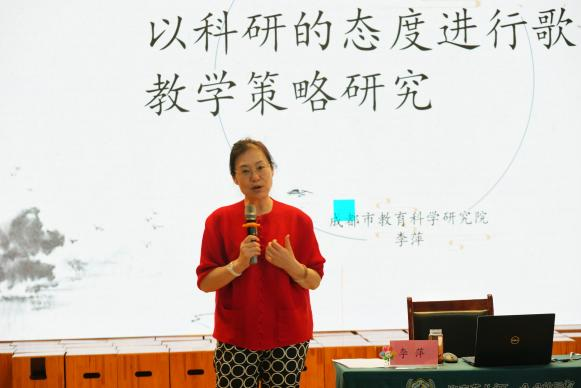 以科研的态度进行歌
教学策略研究
成都市教育科学研究院
李萍
李萍
DELL